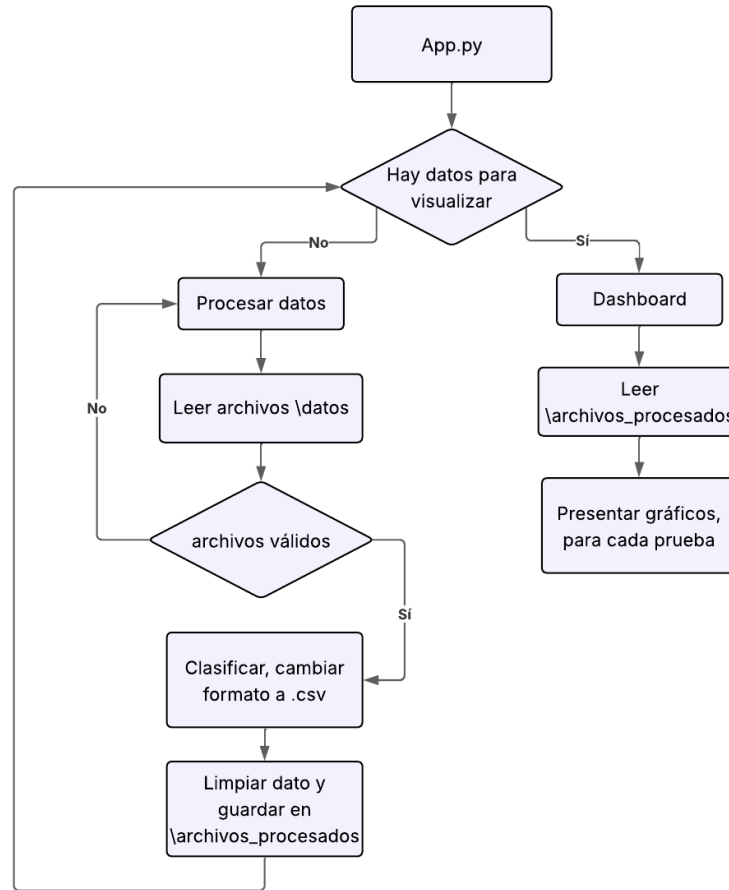 App.py
Hay datos para
visualizar
No
Sí
Procesar datos
Dashboard
No
Leer archivos \datos
Leer
\archivos_procesados
archivos válidos
Presentar gráficos,
para cada prueba
Sí
Clasificar, cambiar
formato a .csv
Limpiar dato y
guardar en
\archivos_procesados